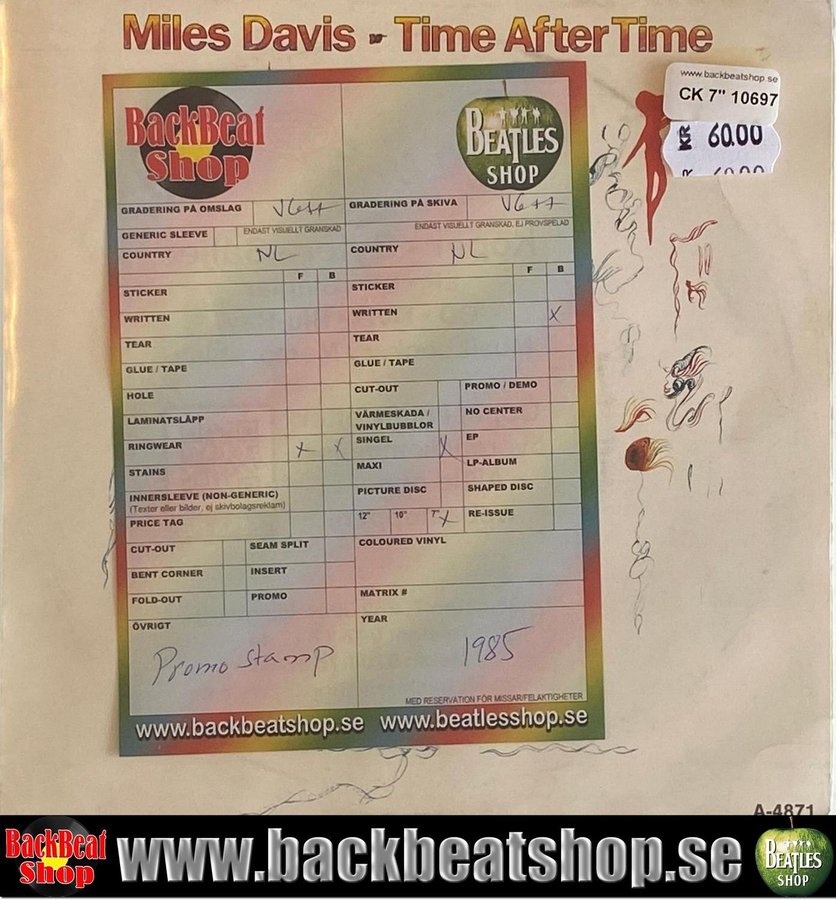 Miles Davis - Time After Time
www.backbeatshop.se
CK 7" 10697
KR 60.00
BackBeat
Shop
BEATLES
SHOP
GRADERING PÅ OMSLAG VG++ GRADERING PÅ SKIVA VG++
GENERIC SLEEVE ENDAST VISUELLT GRANSKAD ENDAST VISUELLT GRANSKAD, EJ PROVSPELAD
COUNTRY NL COUNTRY NL
F B F B
STICKER STICKER
WRITTEN WRITTEN X
TEAR TEAR
GLUE / TAPE GLUE / TAPE
HOLE CUT-OUT PROMO / DEMO
LAMINATSLÄPP VÄRMESKADA / NO CENTER
VINYLBUBBLOR
RINGWEAR X X SINGEL X EP
STAINS MAXI LP-ALBUM
INNERSLEEVE (NON-GENERIC) PICTURE DISC SHAPED DISC
(Texter eller bilder, ej skivbolagsreklam)
PRICE TAG 12" 10" 7" X RE-ISSUE
CUT-OUT SEAM SPLIT COLOURED VINYL
BENT CORNER INSERT
FOLD-OUT PROMO MATRIX #
ÖVRIGT YEAR
Promo stamp 1985
MED RESERVATION FÖR MISSAR/FELAKTIGHETER
www.backbeatshop.se www.beatlesshop.se
A-4871
BackBeat
Shop
www.backbeatshop.se
BEATLES
SHOP